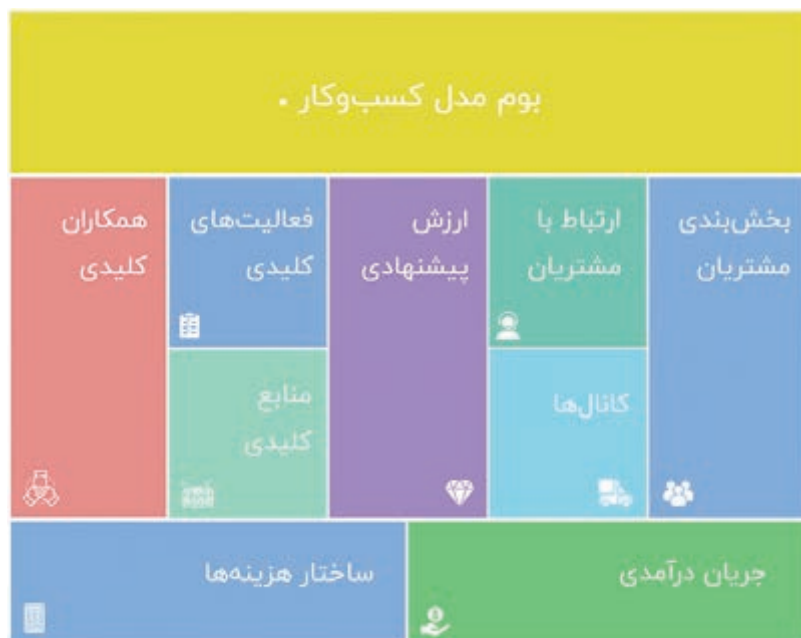 بوم مدل کسب‌وکار .
بخش‌بندی
مشتریان
ارتباط با
مشتریان
کانال‌ها
ارزش
پیشنهادی
فعالیت‌های
کلیدی
منابع
کلیدی
همکاران
کلیدی
جریان درآمدی
ساختار هزینه‌ها